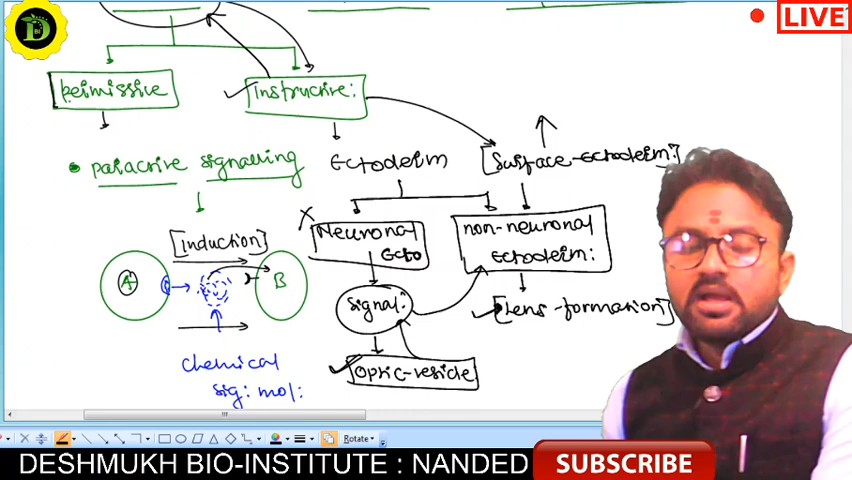 D
LIVE
permissive
instructive:
• paracrine signalling
Ectoderm
[Surface-Ectoderm:]
[induction]
Neuronal
Ecto
non-neuronal
Ectoderm:
A
B
Signal:
[Lens-formation]
chemical
sig: mol:
optic-vesicle
Rotate
DESHMUKH BIO-INSTITUTE : NANDED
SUBSCRIBE